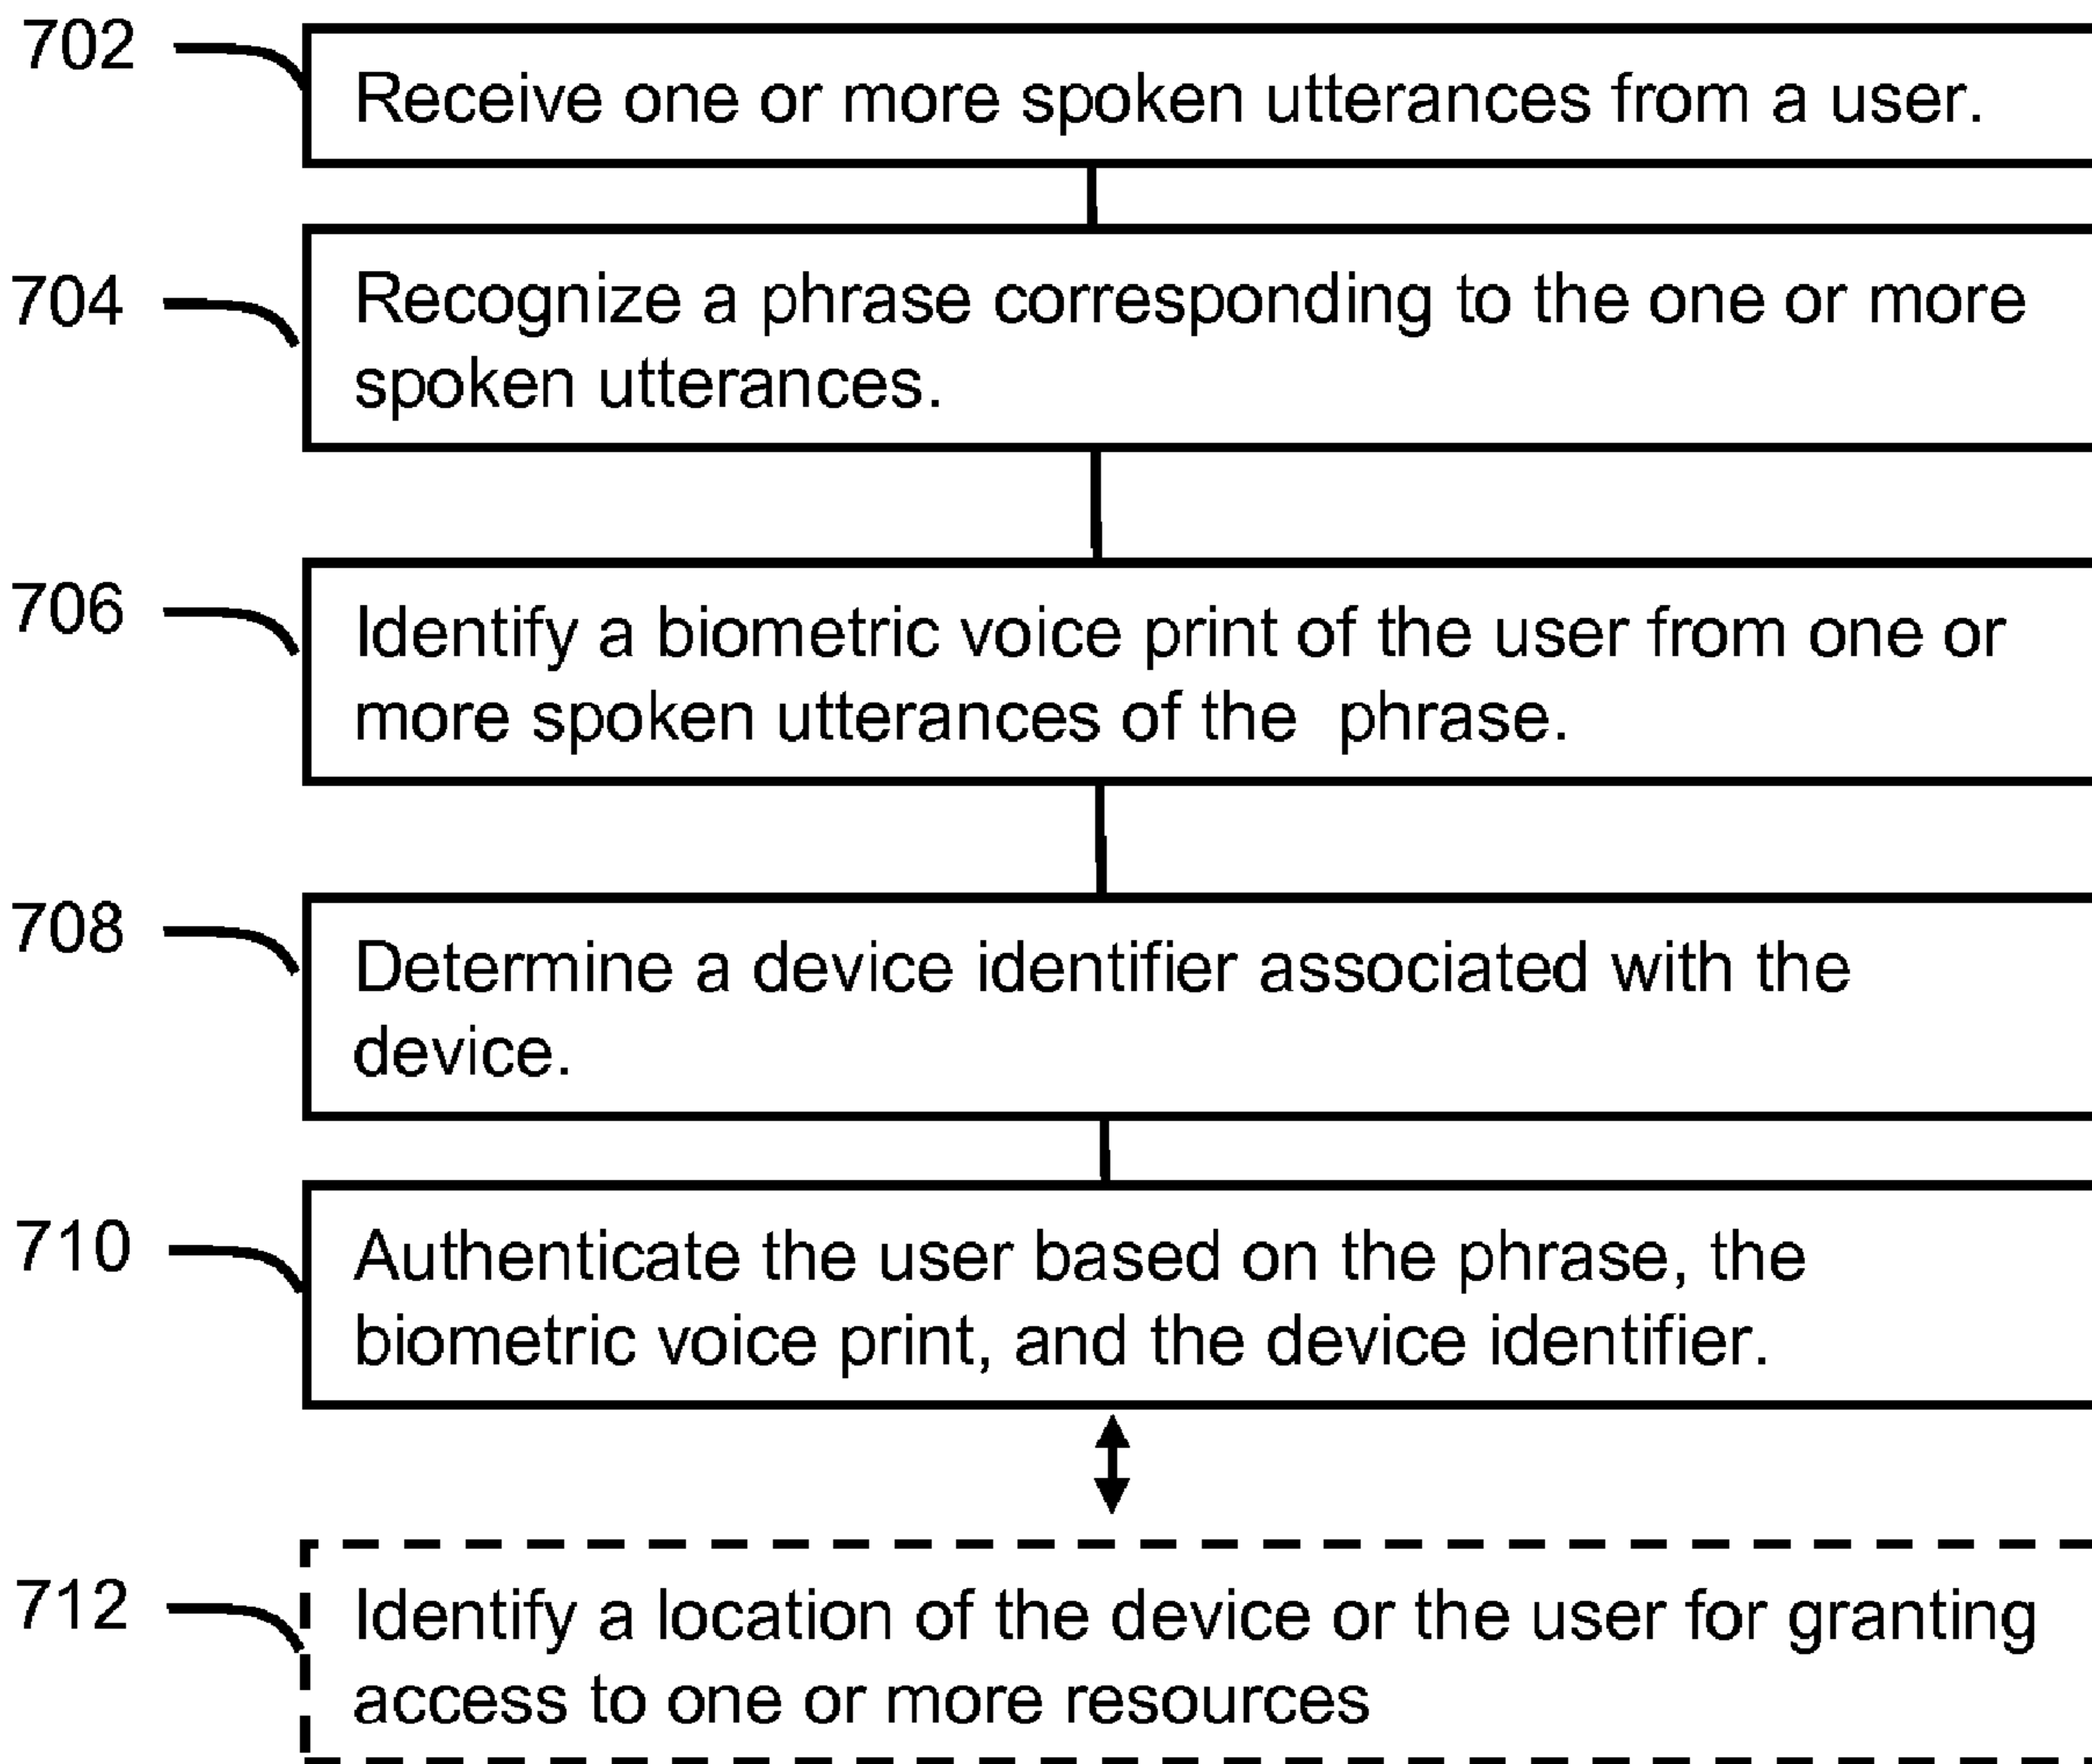 702
Receive one or more spoken utterances from a user.
704
Recognize a phrase corresponding to the one or more
spoken utterances.
706
Identify a biometric voice print of the user from one or
more spoken utterances of the phrase.
708
Determine a device identifier associated with the
device.
710
Authenticate the user based on the phrase, the
biometric voice print, and the device identifier.
712
Identify a location of the device or the user for granting
access to one or more resources